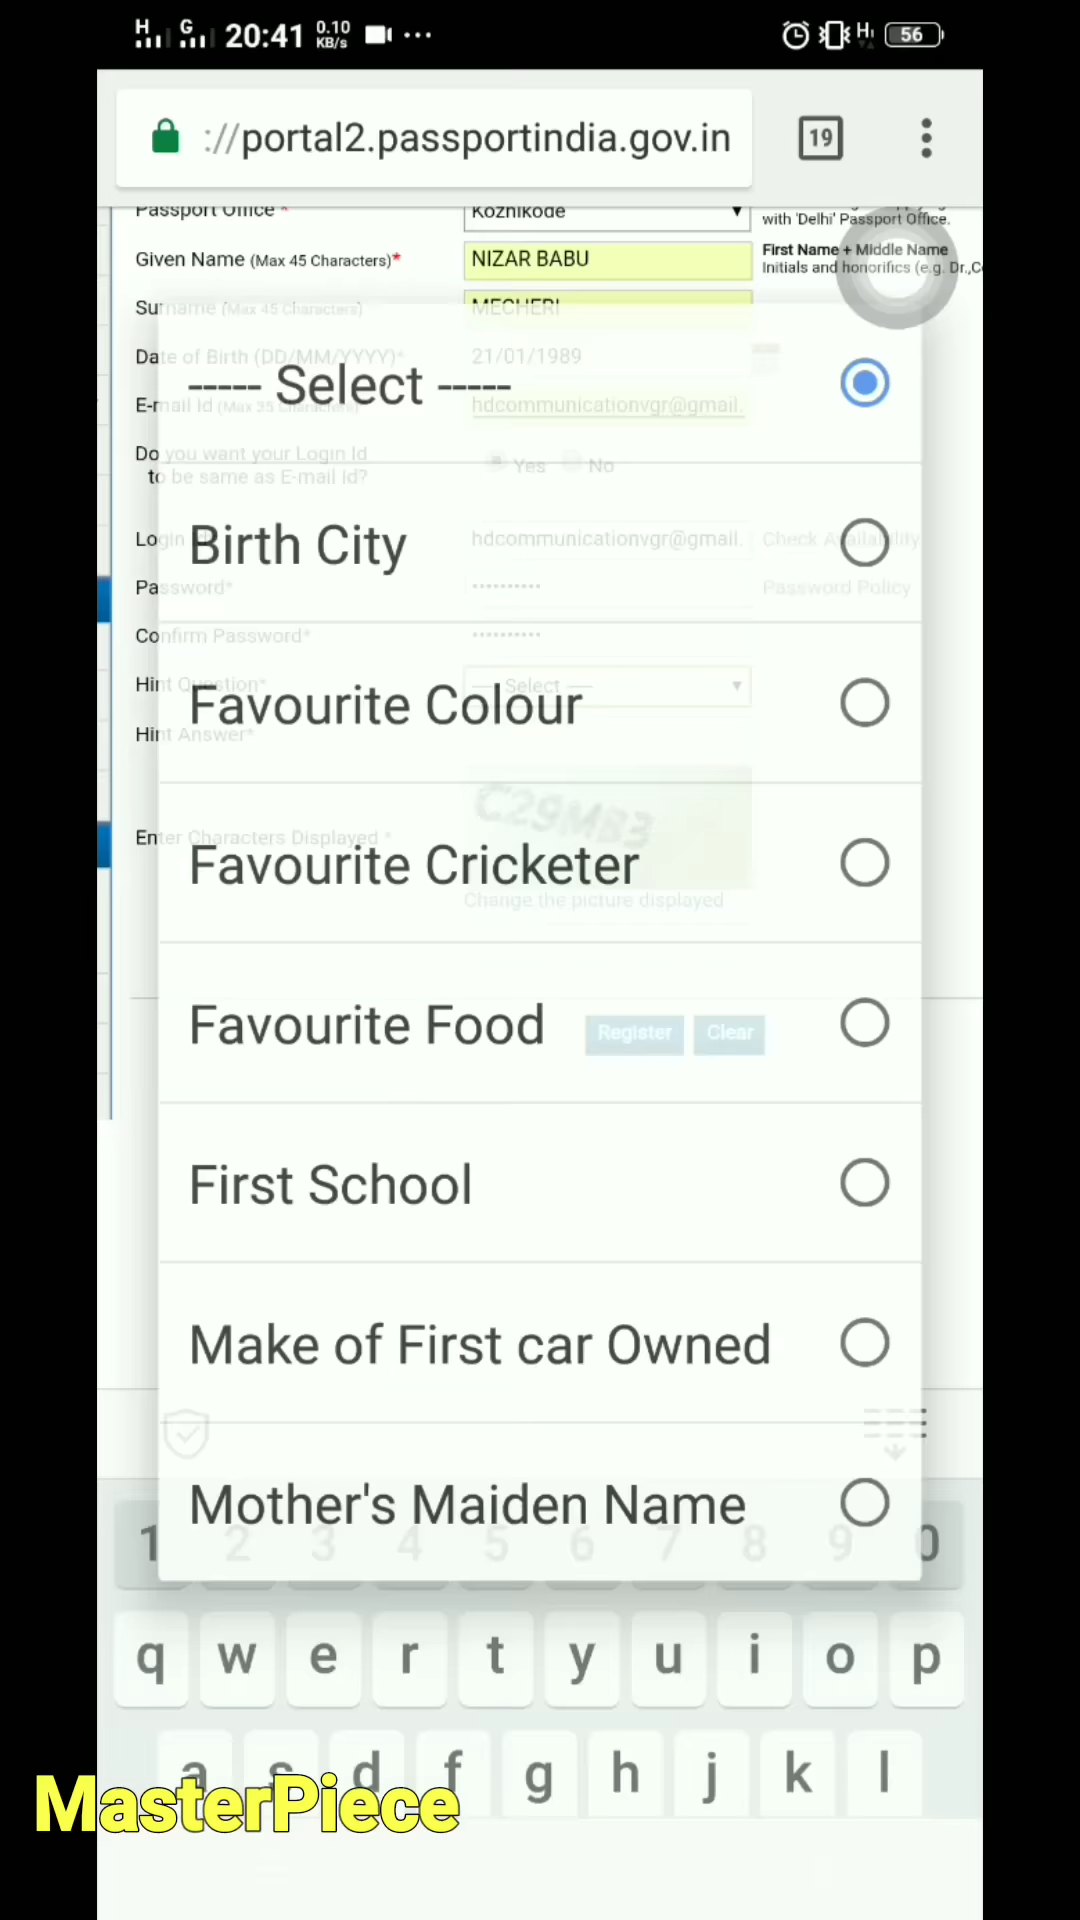 H G 20:41 0.10 KB/s ••• 56
://portal2.passportindia.gov.in 19
Passport Office * Kozhikode
with 'Delhi' Passport Office.
Given Name (Max 45 Characters)* NIZAR BABU First Name + Middle Name
Initials and honorifics (e.g. Dr.,C
Surname (Max 45 Characters) MECHERI
Date of Birth (DD/MM/YYYY)* 21/01/1989
----- Select -----
E-mail Id (Max 35 Characters) hdcommunicationvgr@gmail.
Do you want your Login Id
to be same as E-mail Id? Yes No
Login Id hdcommunicationvgr@gmail. Check Availability
Birth City
Password* Password Policy
Confirm Password*
Hint Question* ----- Select -----
Favourite Colour
Hint Answer*
C29MB3
Enter Characters Displayed *
Favourite Cricketer
Change the picture displayed
Favourite Food
Register Clear
First School
Make of First car Owned
Mother's Maiden Name
1 2 3 4 5 6 7 8 9 0
q w e r t y u i o p
a s d f g h j k l
MasterPiece